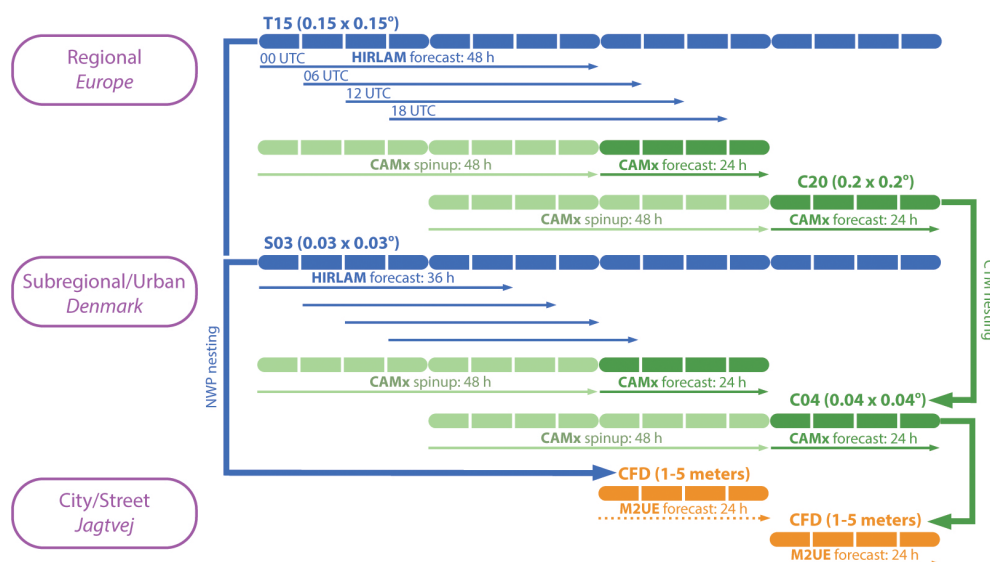 T15 (0.15 x 0.15°)
Regional
Europe
00 UTC
HIRLAM forecast: 48 h
06 UTC
12 UTC
18 UTC
CAMx spinup: 48 h
CAMx forecast: 24 h
C20 (0.2 x 0.2°)
CAMx spinup: 48 h
CAMx forecast: 24 h
S03 (0.03 x 0.03°)
Subregional/Urban
Denmark
HIRLAM forecast: 36 h
CTM nesting
NWP nesting
CAMx spinup: 48 h
CAMx forecast: 24 h
C04 (0.04 x 0.04°)
CAMx spinup: 48 h
CAMx forecast: 24 h
CFD (1-5 meters)
City/Street
Jagtvej
M2UE forecast: 24 h
CFD (1-5 meters)
M2UE forecast: 24 h